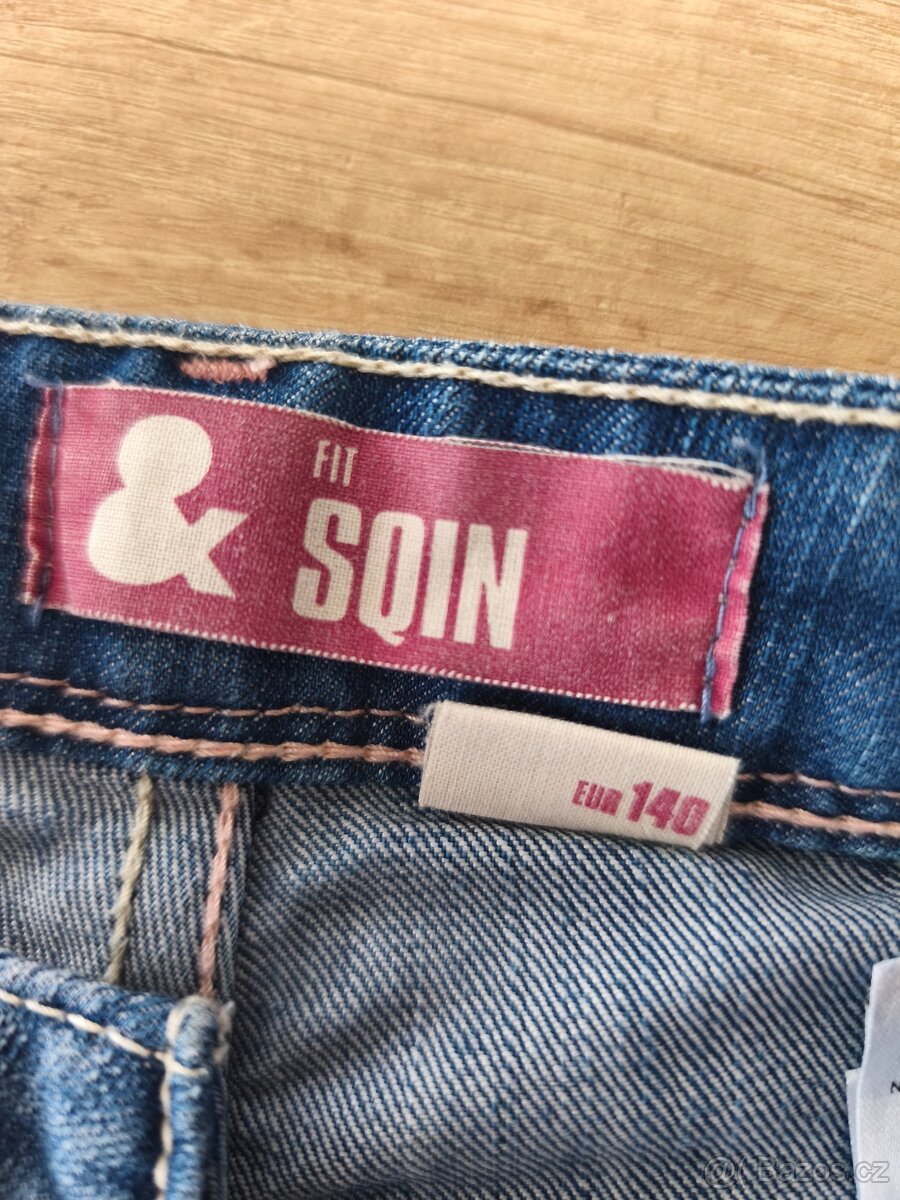 & FIT
SQIN
EUR 140
N
@( Bazos.cz